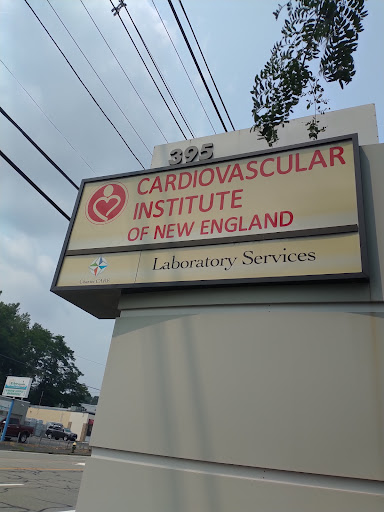 395
CARDIOVASCULAR
INSTITUTE
OF NEW ENGLAND
Laboratory Services